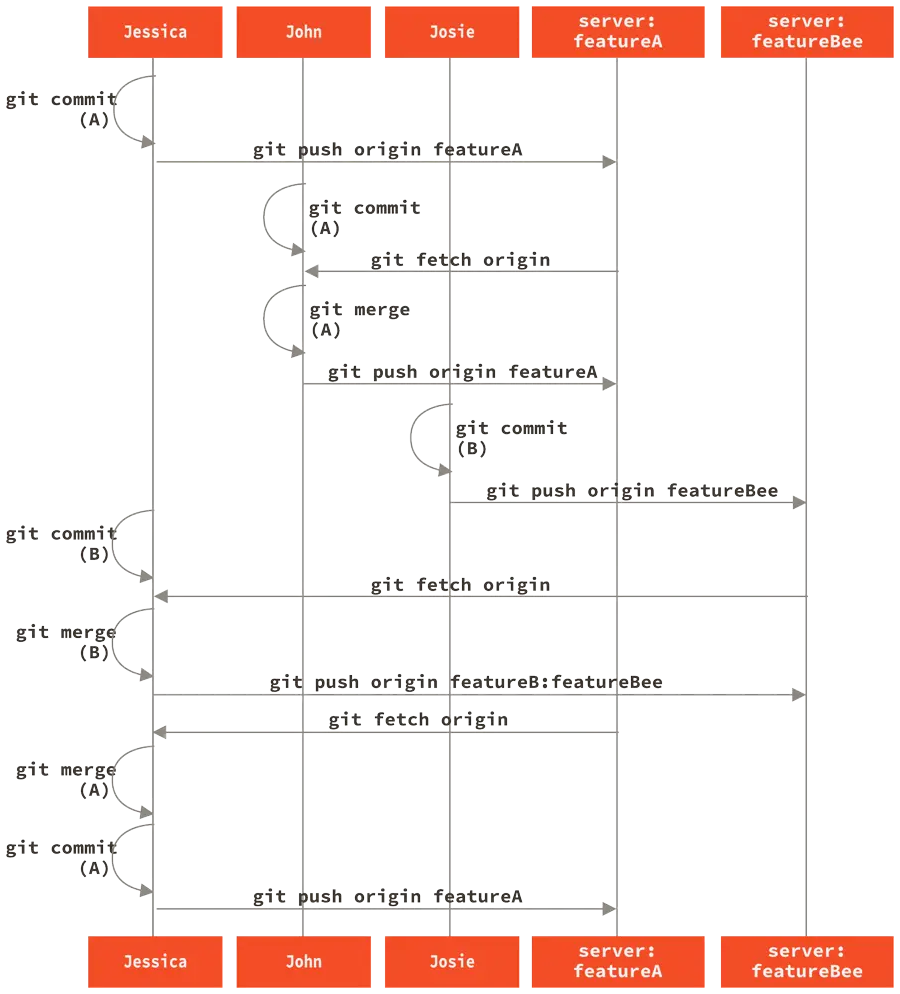 Jessica
John
Josie
server:
featureA
server:
featureBee
git commit
(A)
git push origin featureA
git commit
(A)
git fetch origin
git merge
(A)
git push origin featureA
git commit
(B)
git push origin featureBee
git commit
(B)
git fetch origin
git merge
(B)
git push origin featureB:featureBee
git fetch origin
git merge
(A)
git commit
(A)
git push origin featureA
Jessica
John
Josie
server:
featureA
server:
featureBee